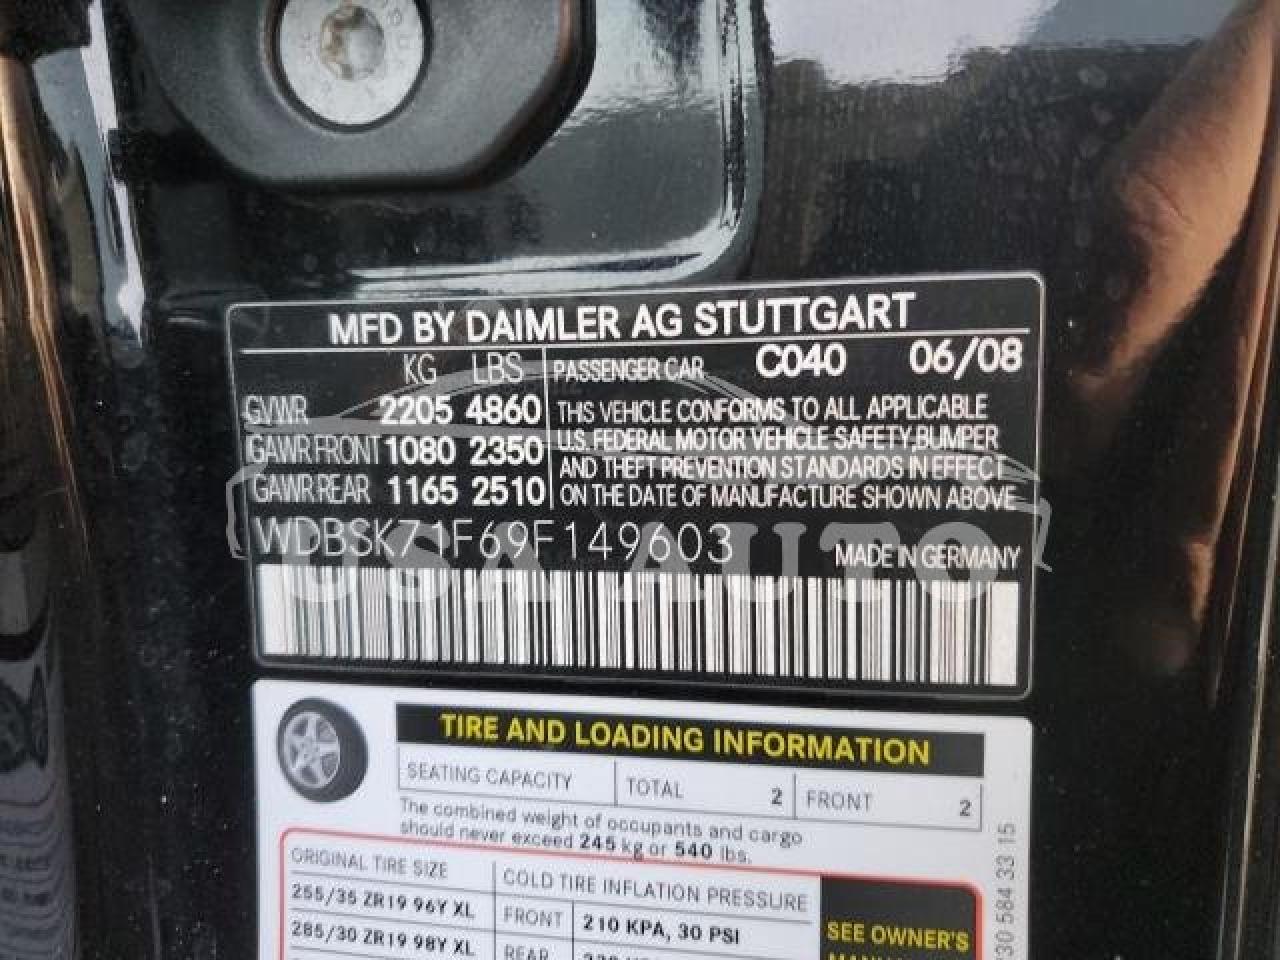 MFD BY DAIMLER AG STUTTGART
KG LBS PASSENGER CAR C040 06/08
GVWR 2205 4860 THIS VEHICLE CONFORMS TO ALL APPLICABLE
GAWR FRONT 1080 2350 U.S. FEDERAL MOTOR VEHICLE SAFETY, BUMPER
AND THEFT PREVENTION STANDARDS IN EFFECT
GAWR REAR 1165 2510 ON THE DATE OF MANUFACTURE SHOWN ABOVE
WDBSK71F69F149603 MADE IN GERMANY
USA AUTO
TIRE AND LOADING INFORMATION
SEATING CAPACITY TOTAL 2 FRONT 2
The combined weight of occupants and cargo
should never exceed 245 kg or 540 lbs.
ORIGINAL TIRE SIZE COLD TIRE INFLATION PRESSURE
255/35 ZR19 96Y XL FRONT 210 KPA, 30 PSI
285/30 ZR19 98Y XL REAR
SEE OWNER'S
584 33 15